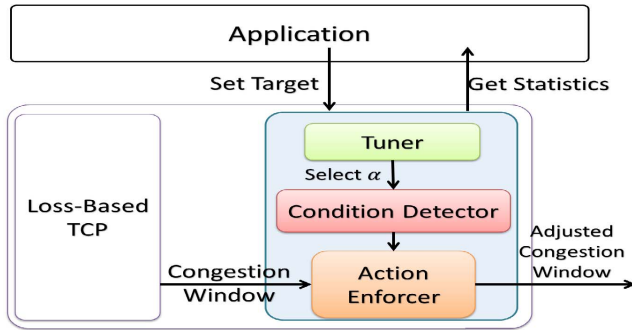 Application
Set Target
Get Statistics
Tuner
Select α
Loss-Based
TCP
Condition Detector
Congestion
Window
Action
Enforcer
Adjusted
Congestion
Window